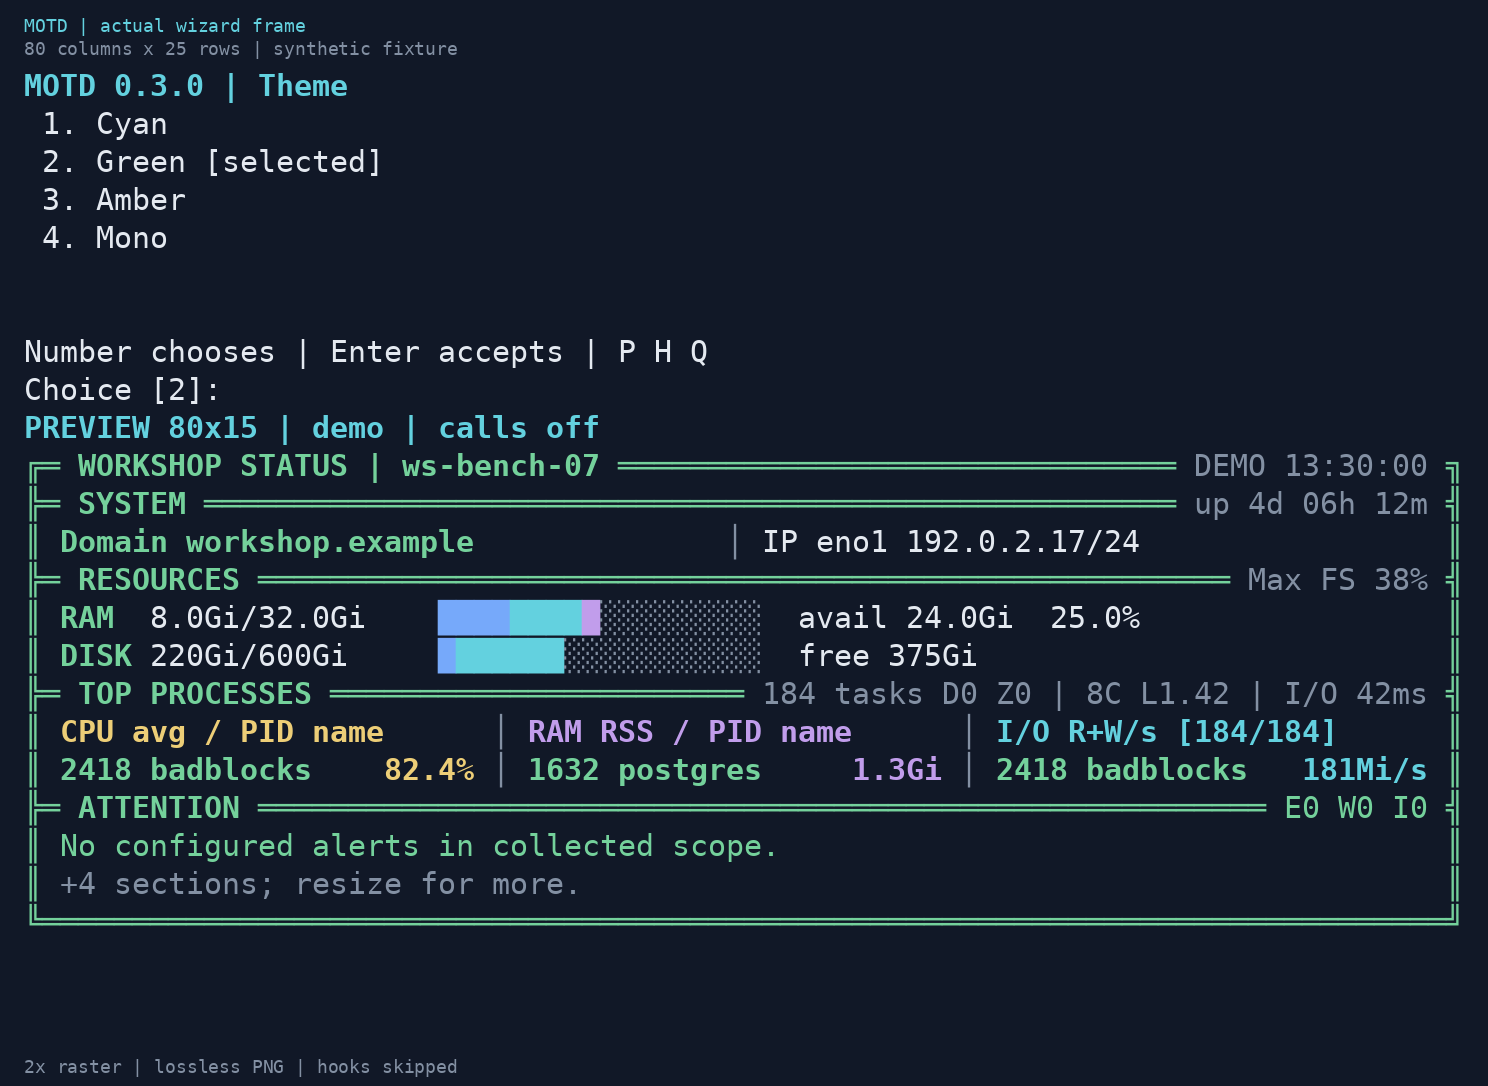 MOTD | actual wizard frame
80 columns x 25 rows | synthetic fixture
MOTD 0.3.0 | Theme
1. Cyan
2. Green [selected]
3. Amber
4. Mono
Number chooses | Enter accepts | P H Q
Choice [2]:
PREVIEW 80x15 | demo | calls off
WORKSHOP STATUS | ws-bench-07 DEMO 13:30:00
SYSTEM up 4d 06h 12m
Domain workshop.example │ IP eno1 192.0.2.17/24
RESOURCES Max FS 38%
RAM 8.0Gi/32.0Gi avail 24.0Gi 25.0%
DISK 220Gi/600Gi free 375Gi
TOP PROCESSES 184 tasks D0 Z0 | 8C L1.42 | I/O 42ms
CPU avg / PID name │ RAM RSS / PID name │ I/O R+W/s [184/184]
2418 badblocks 82.4% │ 1632 postgres 1.3Gi │ 2418 badblocks 181Mi/s
ATTENTION E0 W0 I0
No configured alerts in collected scope.
+4 sections; resize for more.
2x raster | lossless PNG | hooks skipped